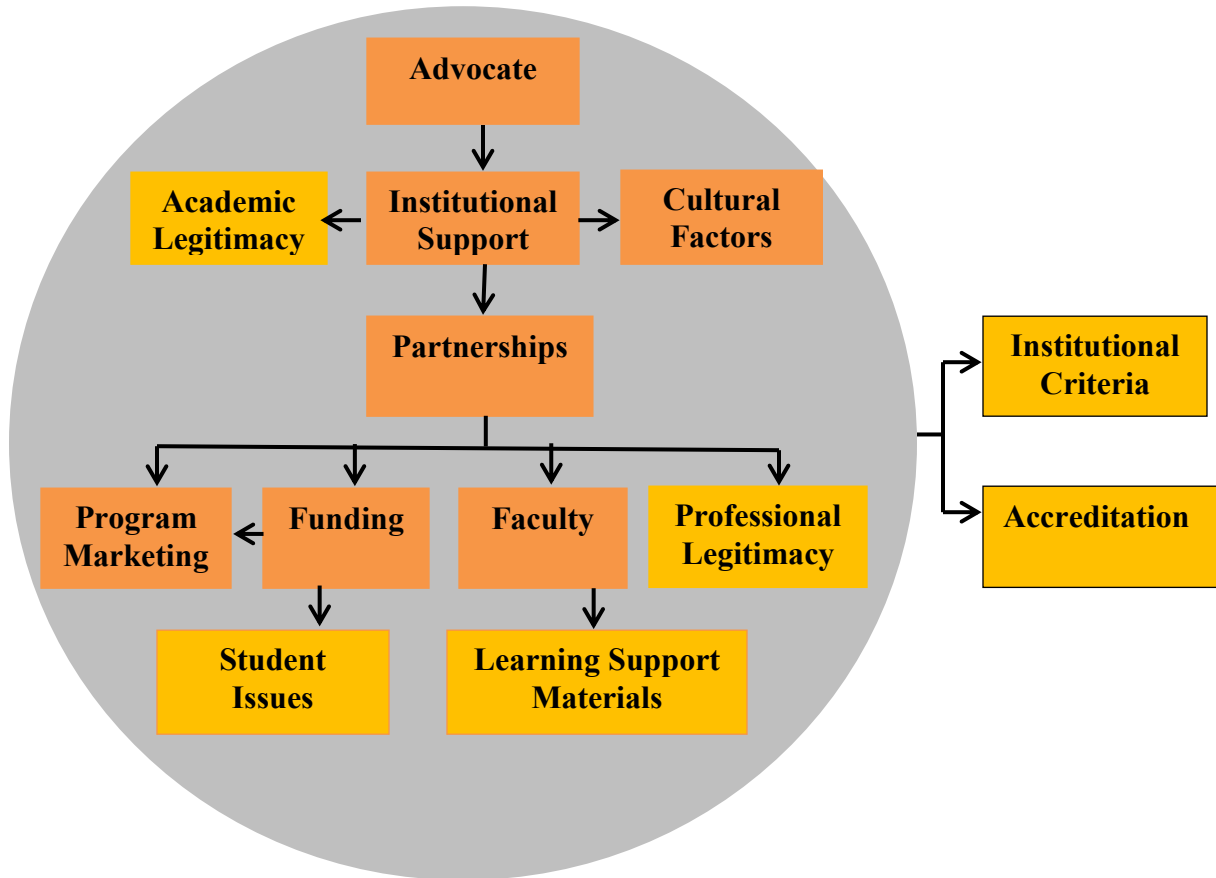 Advocate
Academic
Legitimacy
Institutional
Support
Cultural
Factors
Partnerships
Institutional
Criteria
Accreditation
Program
Marketing
Funding
Faculty
Professional
Legitimacy
Student
Issues
Learning Support
Materials